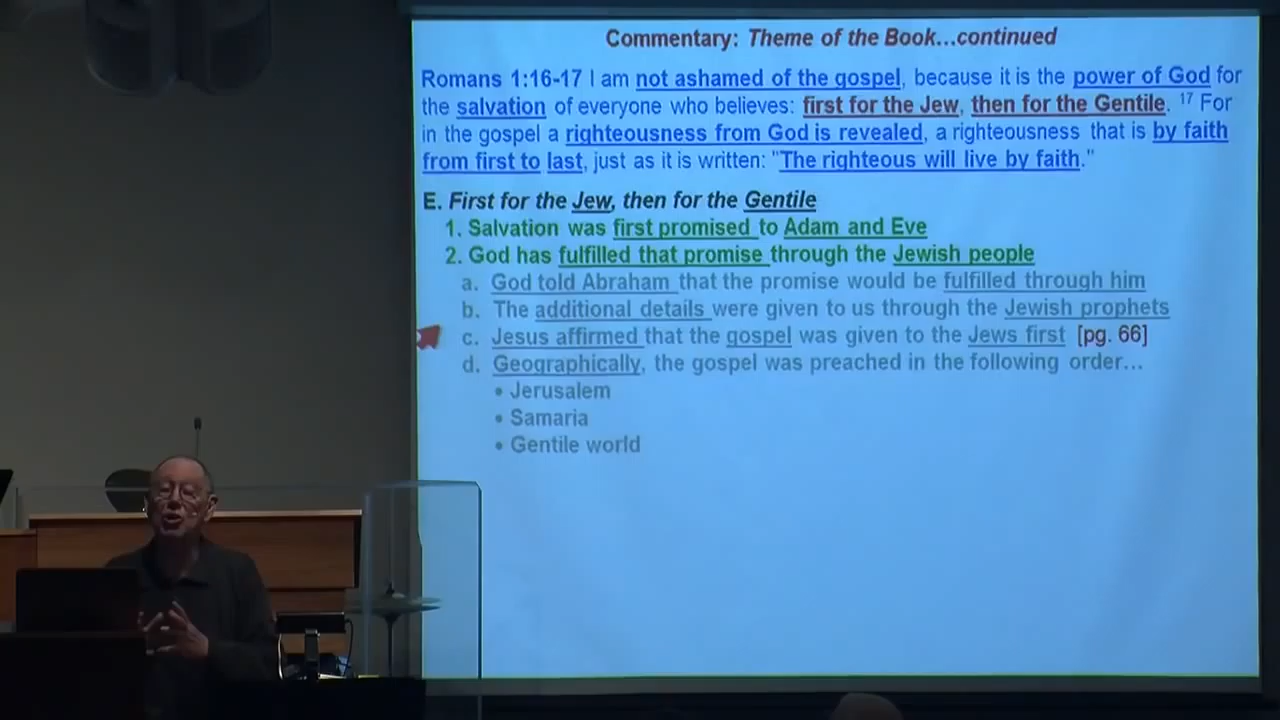 Commentary: Theme of the Book...continued
Romans 1:16-17 I am not ashamed of the gospel, because it is the power of God for
the salvation of everyone who believes: first for the Jew, then for the Gentile. 17 For
in the gospel a righteousness from God is revealed, a righteousness that is by faith
from first to last, just as it is written: "The righteous will live by faith."
E. First for the Jew, then for the Gentile
1. Salvation was first promised to Adam and Eve
2. God has fulfilled that promise through the Jewish people
a. God told Abraham that the promise would be fulfilled through him
b. The additional details were given to us through the Jewish prophets
c. Jesus affirmed that the gospel was given to the Jews first [pg. 66]
d. Geographically, the gospel was preached in the following order...
• Jerusalem
• Samaria
• Gentile world